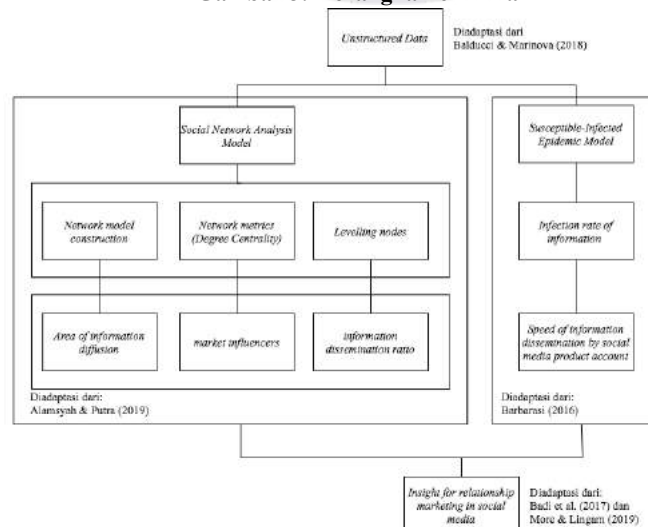 Unstructured Data
Diadaptasi dari
Balducci & Marinova (2018)
Social Network Analysis
Model
Susceptible-Infected
Epidemic Model
Network model
construction
Network metrics
(Degree Centrality)
Levelling nodes
Infection rate of
information
Area of information
diffusion
market influencers
information
dissemination ratio
Speed of information
dissemination by social
media product account
Diadaptasi dari:
Alamsyah & Putra (2019)
Diadaptasi dari:
Barbarasi (2016)
Insight for relationship
marketing in social
media
Diadaptasi dari:
Badi et al. (2017) dan
More & Lingam (2019)